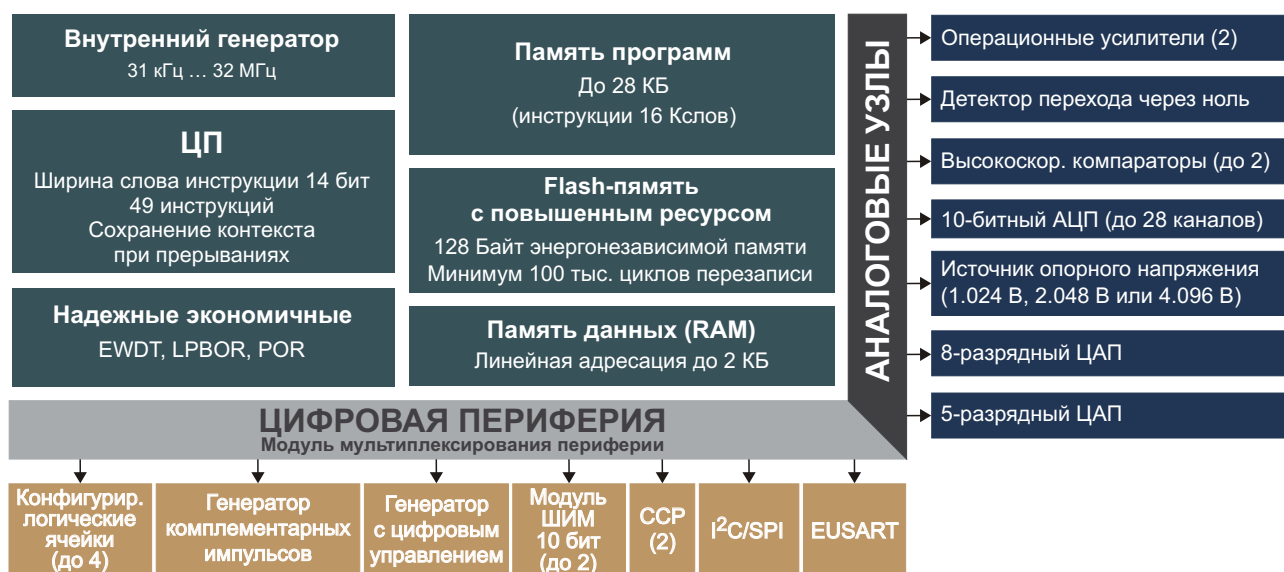 Внутренний генератор
31 кГц ... 32 МГц
ЦП
Ширина слова инструкции 14 бит
49 инструкций
Сохранение контекста
при прерываниях
Надежные экономичные
EWDT, LPBOR, POR
Память программ
До 28 КБ
(инструкции 16 Кслов)
Flash-пямять
с повышенным ресурсом
128 Байт энергонезависимой памяти
Минимум 100 тыс. циклов перезаписи
Память данных (RAM)
Линейная адресация до 2 КБ
АНАЛОГОВЫЕ УЗЛЫ
Операционные усилители (2)
Детектор перехода через ноль
Высокоскор. компараторы (до 2)
10-битный АЦП (до 28 каналов)
Источник опорного напряжения
(1.024 В, 2.048 В или 4.096 В)
8-разрядный ЦАП
5-разрядный ЦАП
ЦИФРОВАЯ ПЕРИФЕРИЯ
Модуль мультиплексирования периферии
Конфигурир.
логические
ячейки
(до 4)
Генератор
комплементарных
импульсов
Генератор
с цифровым
управлением
Модуль
ШИМ
10 бит
(до 2)
CCP
(2)
I²C/SPI
EUSART